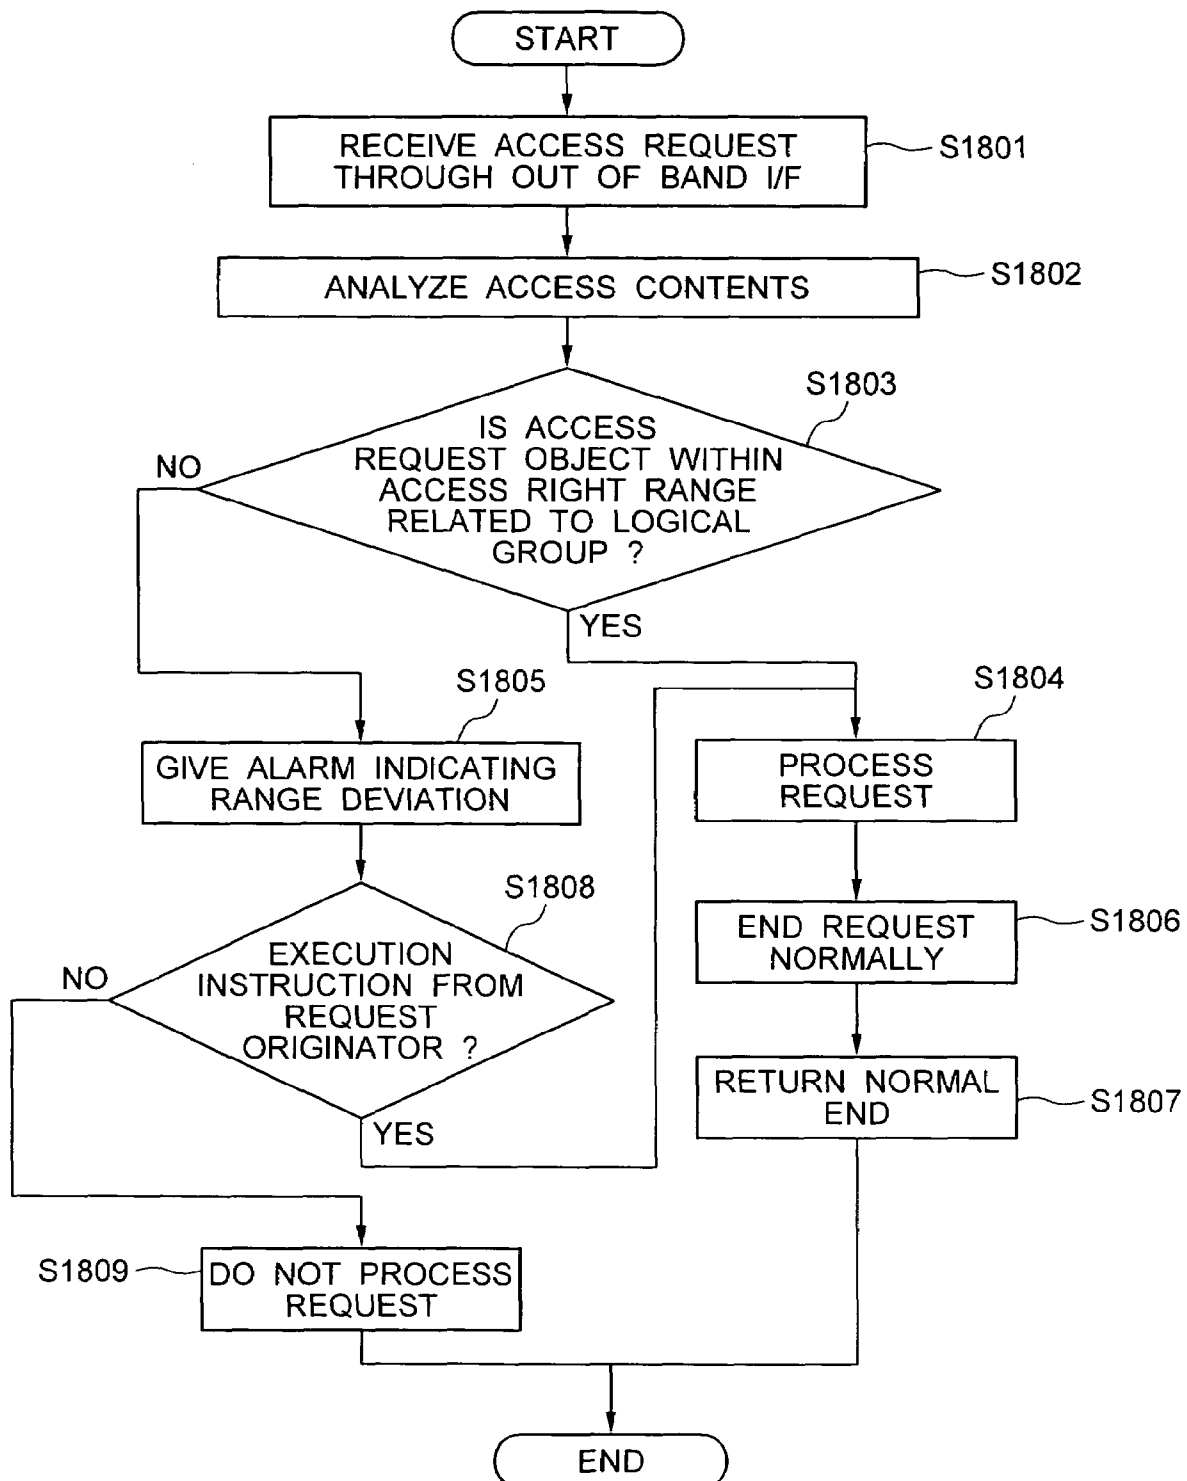 START
RECEIVE ACCESS REQUEST
THROUGH OUT OF BAND I/F
S1801
ANALYZE ACCESS CONTENTS
S1802
S1803
IS ACCESS
REQUEST OBJECT WITHIN
ACCESS RIGHT RANGE
RELATED TO LOGICAL
GROUP ?
NO
YES
S1805
GIVE ALARM INDICATING
RANGE DEVIATION
S1804
PROCESS
REQUEST
S1808
EXECUTION
INSTRUCTION FROM
REQUEST
ORIGINATOR ?
NO
YES
END REQUEST
NORMALLY
S1806
RETURN NORMAL
END
S1807
S1809
DO NOT PROCESS
REQUEST
END